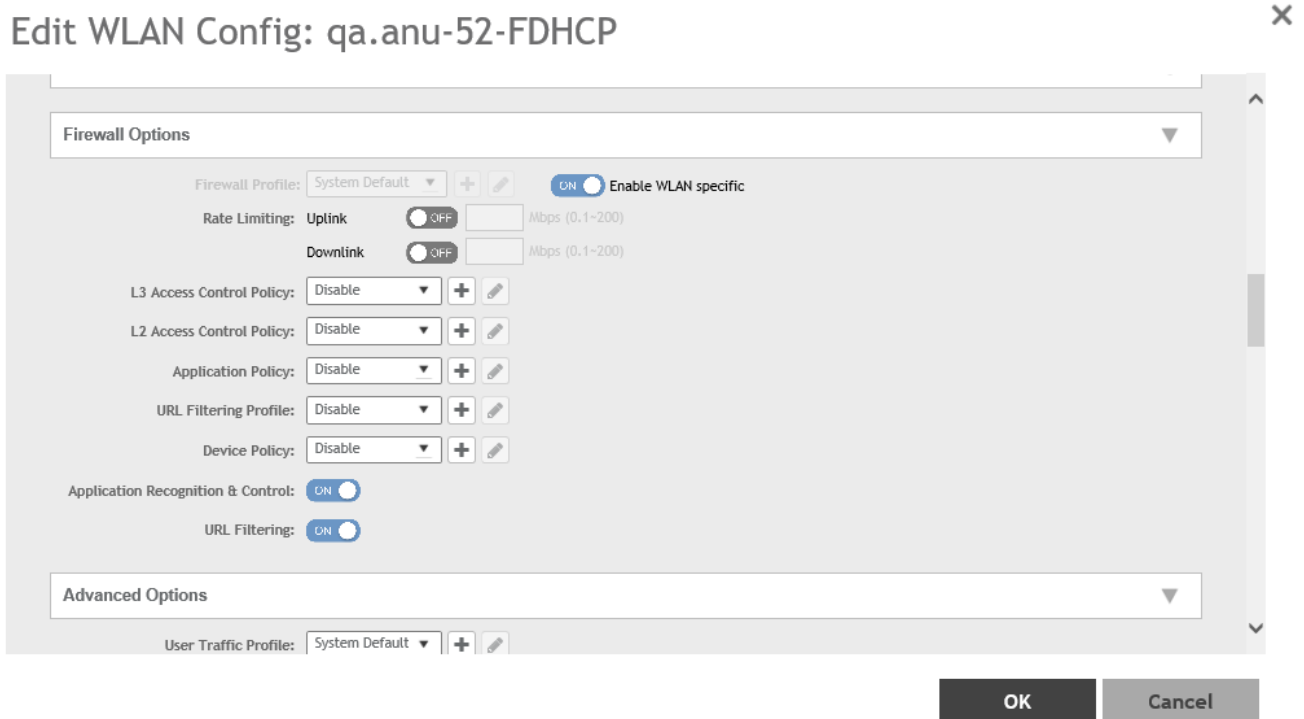 Edit WLAN Config: qa.anu-52-FDHCP
Firewall Options
Firewall Profile: System Default ON Enable WLAN specific
Rate Limiting: Uplink OFF Mbps (0.1~200)
Downlink OFF Mbps (0.1~200)
L3 Access Control Policy: Disable
L2 Access Control Policy: Disable
Application Policy: Disable
URL Filtering Profile: Disable
Device Policy: Disable
Application Recognition & Control: ON
URL Filtering: ON
Advanced Options
User Traffic Profile: System Default
OK Cancel